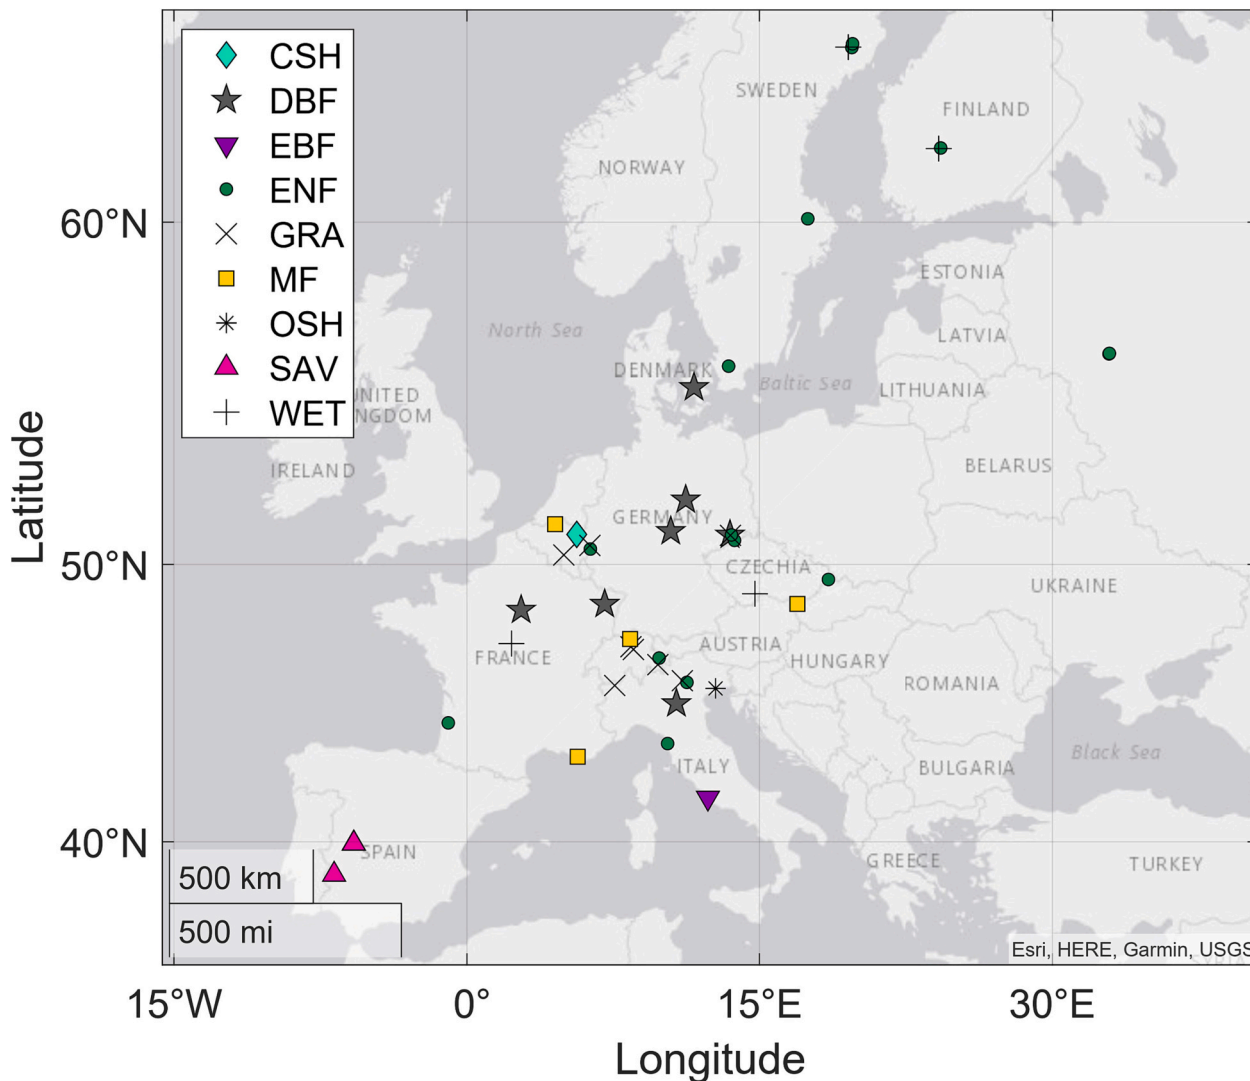 CSH
DBF
EBF
ENF
GRA
MF
OSH
SAV
WET
SWEDEN
FINLAND
NORWAY
60°N
ESTONIA
North Sea
LATVIA
DENMARK
Baltic Sea
LITHUANIA
UNITED
NGDOM
BELARUS
IRELAND
GERMANY
50°N
CZECHIA
UKRAINE
AUSTRIA
FRANCE
HUNGARY
ROMANIA
Black Sea
ITALY
BULGARIA
40°N
SPAIN
GREECE
TURKEY
500 km
500 mi
Esri, HERE, Garmin, USGS
15°W
0°
15°E
30°E
Longitude
Latitude